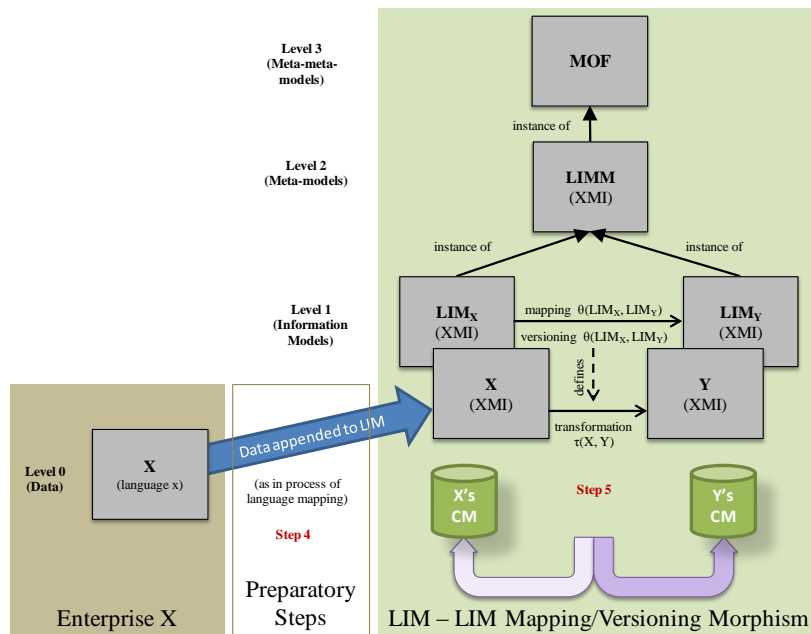 Level 3
(Meta-meta-
models)
MOF
instance of
Level 2
(Meta-models)
LIMM
(XMI)
instance of
instance of
Level 1
(Information
Models)
LIMX
(XMI)
mapping θ(LIMX, LIMY)
versioning θ(LIMX, LIMY)
LIMY
(XMI)
defines
X
(XMI)
Y
(XMI)
transformation
τ(X, Y)
Data appended to LIM
Level 0
(Data)
X
(language x)
(as in process of
language mapping)
Step 4
X's
CM
Step 5
Y's
CM
Enterprise X
Preparatory
Steps
LIM – LIM Mapping/Versioning Morphism